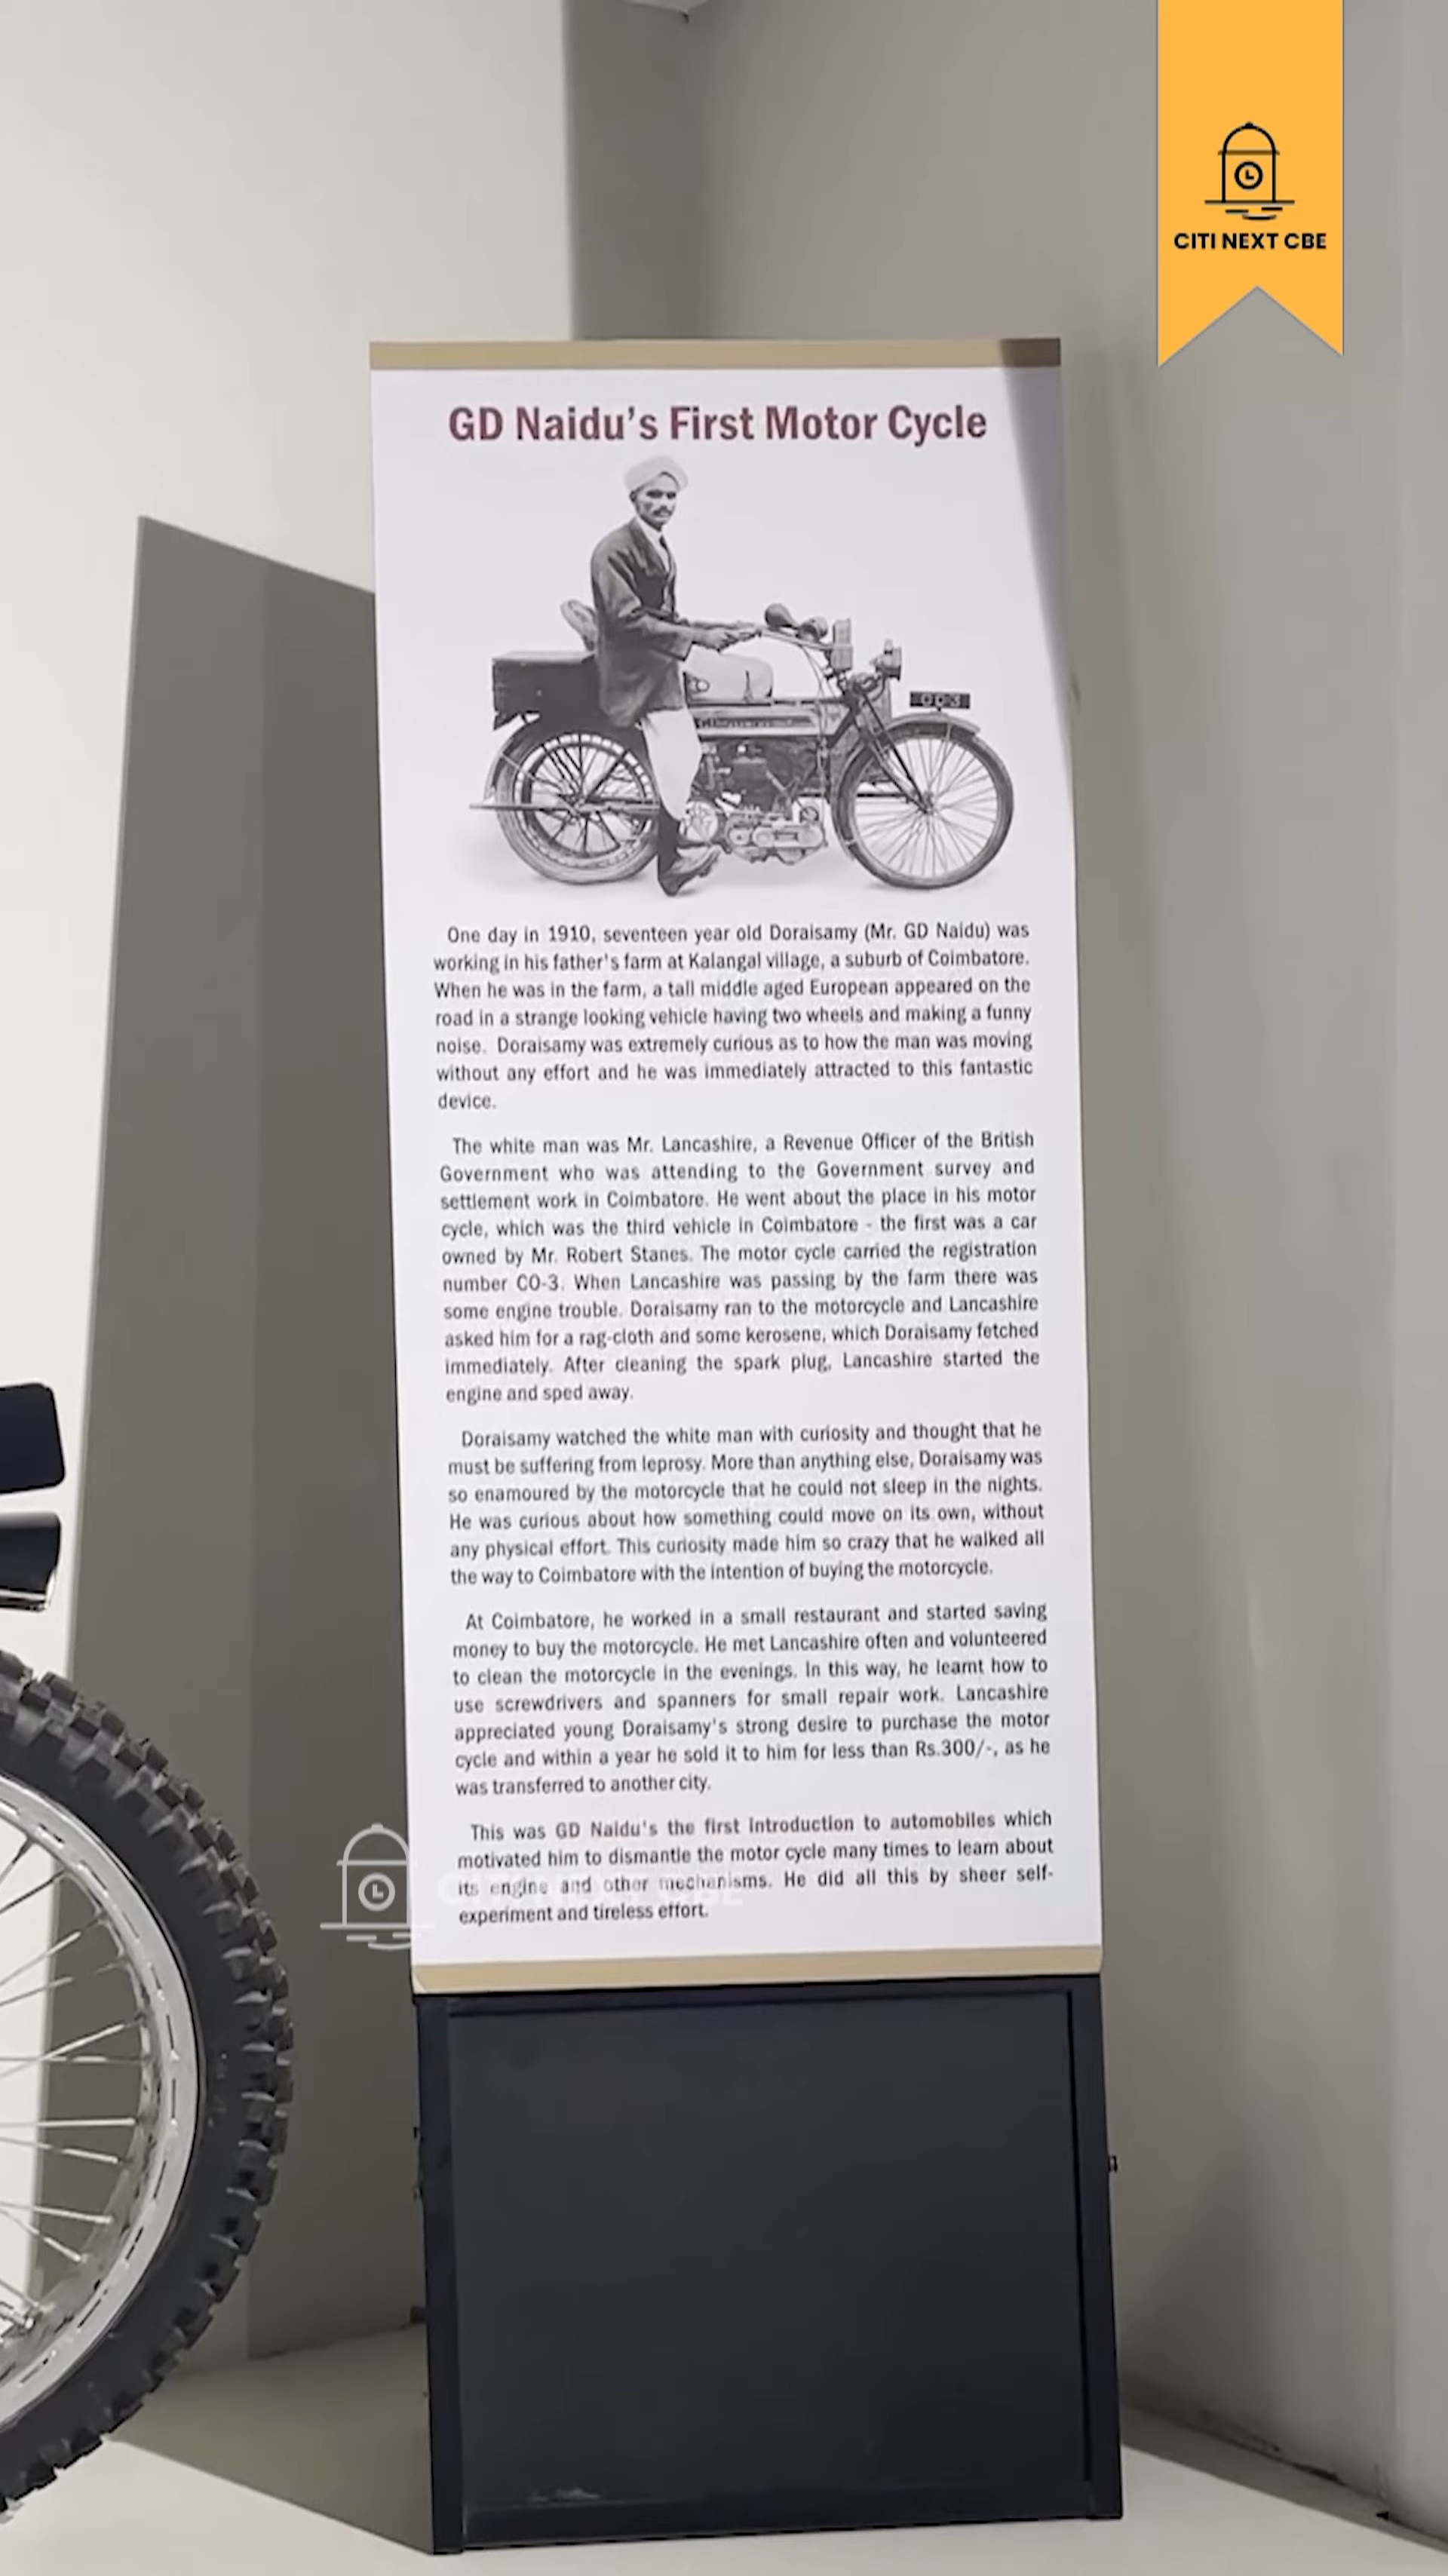 CITI NEXT CBE
GD Naidu's First Motor Cycle
One day in 1910, seventeen year old Doraisamy (Mr. GD Naidu) was
working in his father's farm at Kalangal village, a suburb of Coimbatore.
When he was in the farm, a tall middle aged European appeared on the
road in a strange looking vehicle having two wheels and making a funny
noise. Doraisamy was extremely curious as to how the man was moving
without any effort and he was immediately attracted to this fantastic
device.
The white man was Mr. Lancashire, a Revenue Officer of the British
Government who was attending to the Government survey and
settlement work in Coimbatore. He went about the place in his motor
cycle, which was the third vehicle in Coimbatore - the first was a car
owned by Mr. Robert Stanes. The motor cycle carried the registration
number CO-3. When Lancashire was passing by the farm there was
some engine trouble. Doraisamy ran to the motorcycle and Lancashire
asked him for a rag-cloth and some kerosene, which Doraisamy fetched
immediately. After cleaning the spark plug, Lancashire started the
engine and sped away.
Doraisamy watched the white man with curiosity and thought that he
must be suffering from leprosy. More than anything else, Doraisamy was
so enamoured by the motorcycle that he could not sleep in the nights.
He was curious about how something could move on its own, without
any physical effort. This curiosity made him so crazy that he walked all
the way to Coimbatore with the intention of buying the motorcycle.
At Coimbatore, he worked in a small restaurant and started saving
money to buy the motorcycle. He met Lancashire often and volunteered
to clean the motorcycle in the evenings. In this way, he learnt how to
use screwdrivers and spanners for small repair work. Lancashire
appreciated young Doraisamy's strong desire to purchase the motor
cycle and within a year he sold it to him for less than Rs.300/-, as he
was transferred to another city.
This was GD Naidu's the first introduction to automobiles which
motivated him to dismantle the motor cycle many times to learn about
its engine and other mechanisms. He did all this by sheer self-
experiment and tireless effort.